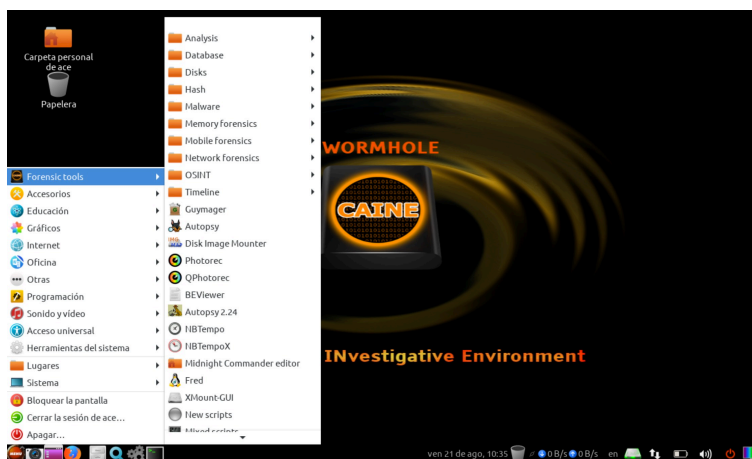 Carpeta personal
de ace
Papelera
Forensic tools
Accesorios
Educación
Gráficos
Internet
Oficina
Otras
Programación
Sonido y vídeo
Acceso universal
Herramientas del sistema
Lugares
Sistema
Bloquear la pantalla
Cerrar la sesión de ace...
Apagar...
Analysis
Database
Disks
Hash
Malware
Memory forensics
Mobile forensics
Network forensics
OSINT
Timeline
Guymager
Autopsy
Disk Image Mounter
Photorec
QPhotorec
BEViewer
Autopsy 2.24
NBTempo
NBTempoX
Midnight Commander editor
Fred
XMount-GUI
New scripts
Mixed scripts
WORMHOLE
CAINE
INvestigative Environment
ven 21 de ago, 10:35
0 B/s
0 B/s
en